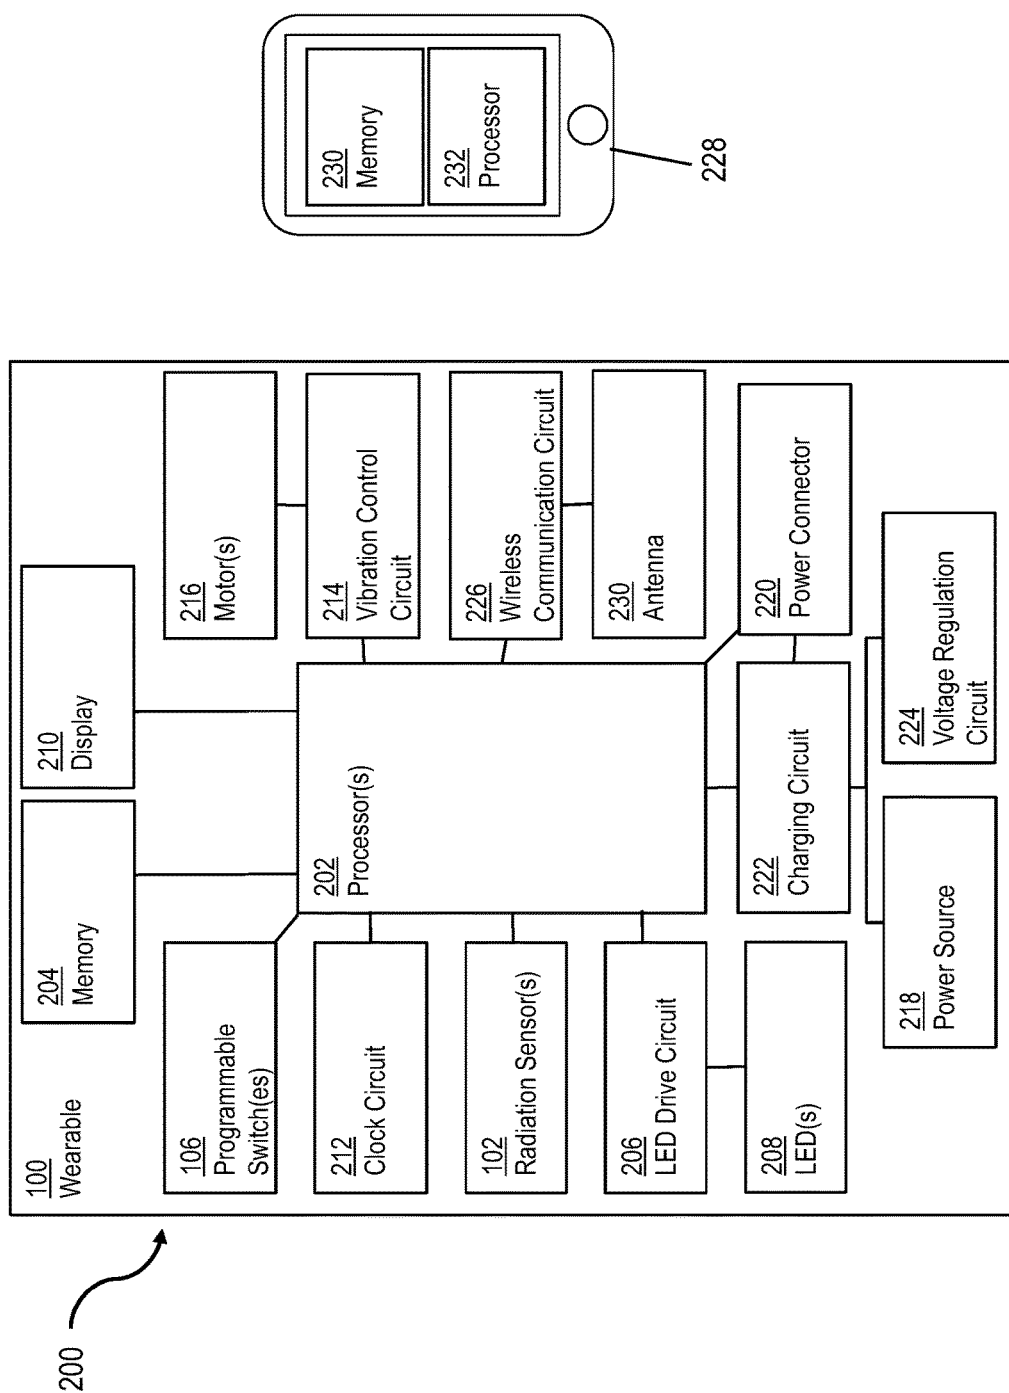 200
100
Wearable
204
Memory
210
Display
106
Programmable
Switch(es)
216
Motor(s)
212
Clock Circuit
202
Processor(s)
214
Vibration Control
Circuit
102
Radiation Sensor(s)
226
Wireless
Communication Circuit
206
LED Drive Circuit
230
Antenna
208
LED(s)
222
Charging Circuit
220
Power Connector
218
Power Source
224
Voltage Regulation
Circuit
230
Memory
232
Processor
228